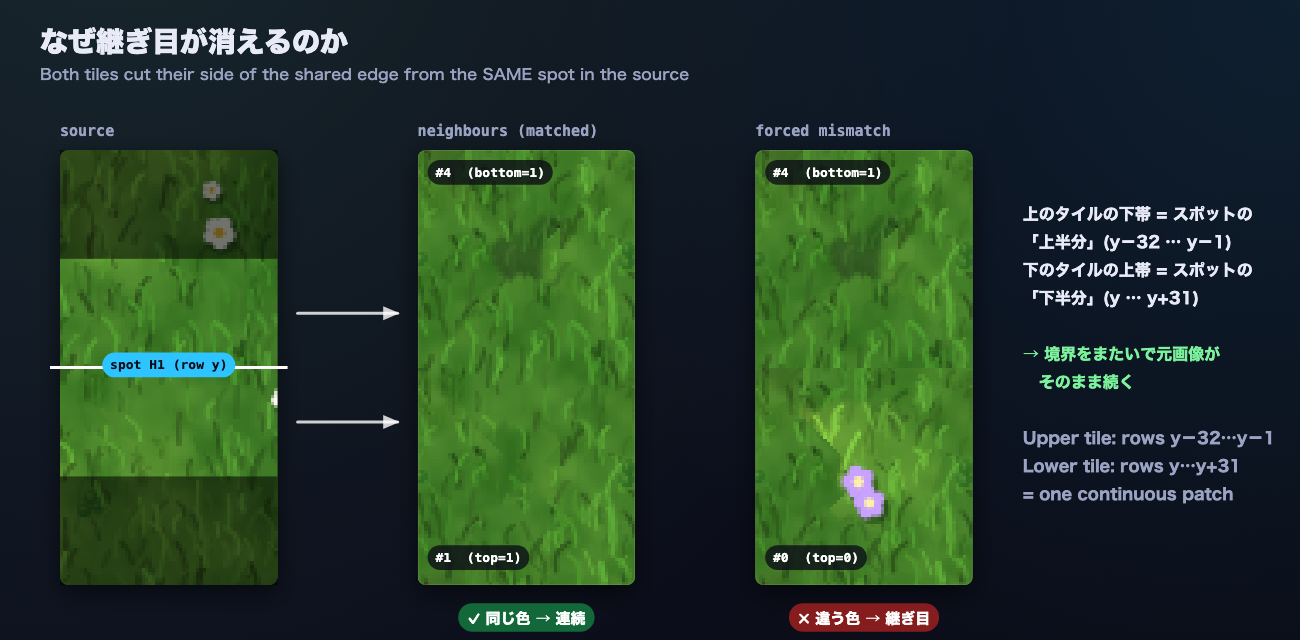 なぜ継ぎ目が消えるのか
Both tiles cut their side of the shared edge from the SAME spot in the source
source
neighbours (matched)
forced mismatch
#4 (bottom=1)
#4 (bottom=1)
spot H1 (row y)
#1 (top=1)
#0 (top=0)
✓ 同じ色 → 連続
× 違う色 → 継ぎ目
上のタイルの下帯 = スポットの
「上半分」(y−32 … y−1)
下のタイルの上帯 = スポットの
「下半分」(y … y+31)
→ 境界をまたいで元画像が
そのまま続く
Upper tile: rows y−32…y−1
Lower tile: rows y…y+31
= one continuous patch